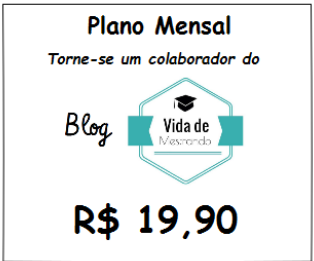 Plano Mensal
Torne-se um colaborador do
Blog
Vida de
Mestrando
R$ 19,90